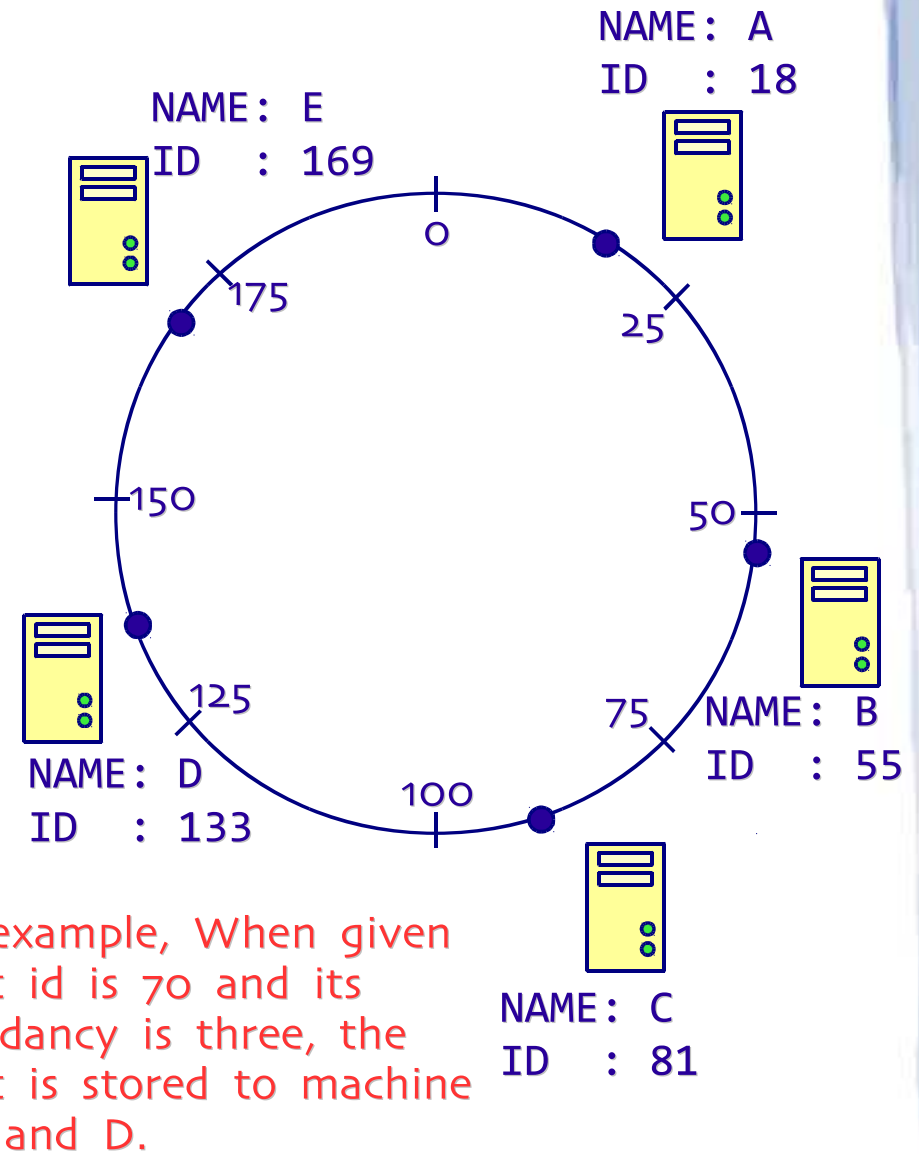 NAME: A
ID : 18
NAME: E
ID : 169
0
175
25
150
50
125
75
NAME: B
ID : 55
NAME: D
ID : 133
100
example, When given
id is 70 and its
is three, the
is stored to machine
and D.
NAME: C
ID : 81